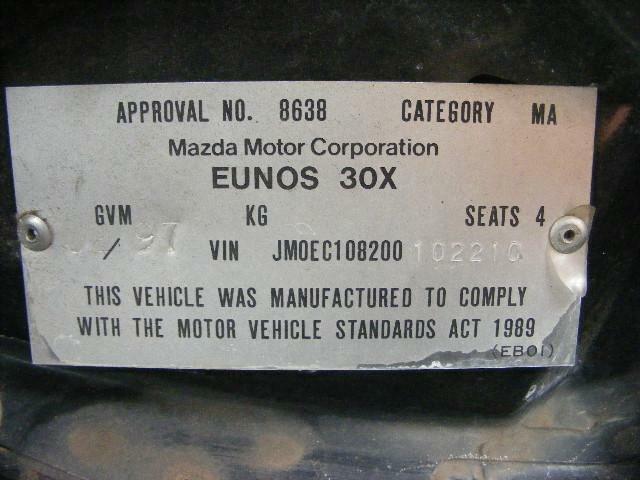 APPROVAL NO. 8638 CATEGORY MA
Mazda Motor Corporation
EUNOS 30X
GVM KG SEATS 4
/97 VIN JM0EC108200
THIS VEHICLE WAS MANUFACTURED TO COMPLY
WITH THE MOTOR VEHICLE STANDARDS ACT 1989
(EB01)